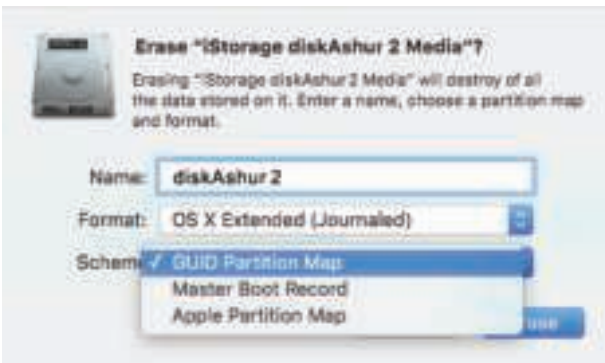 Erase "iStorage diskAshur 2 Media"?
Erasing "iStorage diskAshur 2 Media" will destroy of all
the data stored on it. Enter a name, choose a partition map
and format.
Name: diskAshur 2
Format: OS X Extended (Journaled)
Schem ✓ GUID Partition Map
Master Boot Record
Apple Partition Map